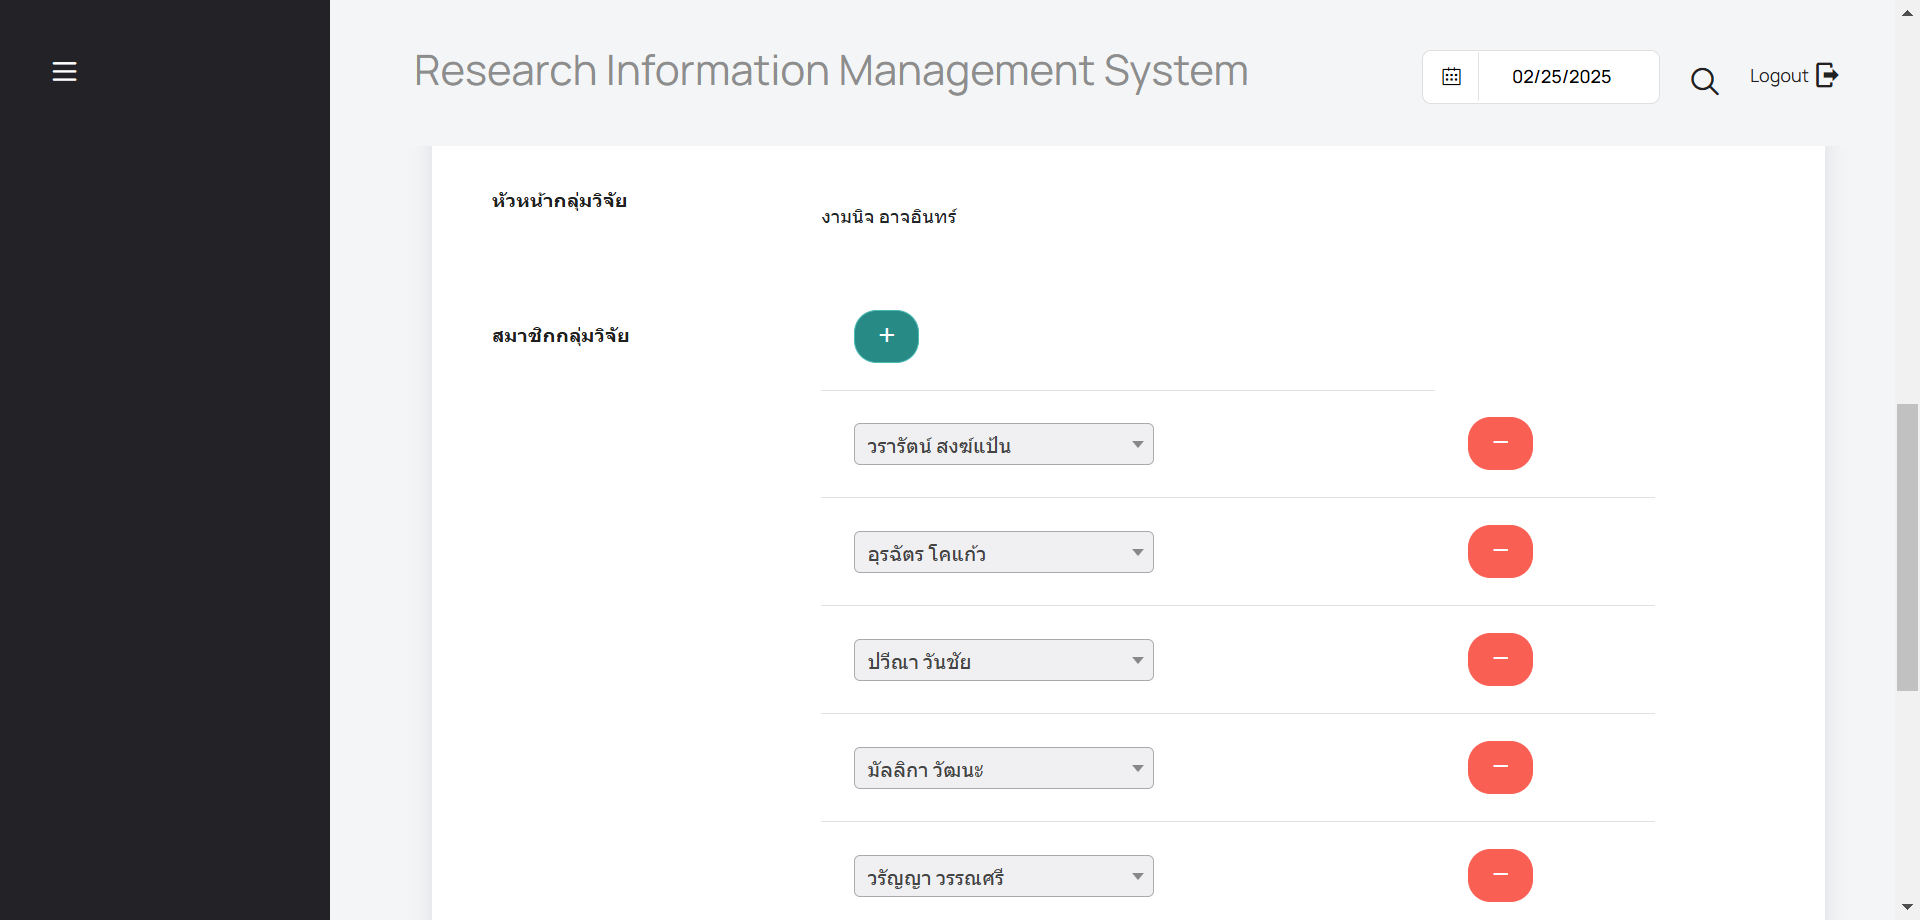 Research Information Management System
02/25/2025
Logout
หัวหน้ากลุ่มวิจัย
งามนิจ อาจอินทร์
สมาชิกกลุ่มวิจัย
+
วรารัตน์ สงฆ์แป้น
–
อุรฉัตร โคแก้ว
–
ปวีณา วันชัย
–
มัลลิกา วัฒนะ
–
วรัญญา วรรณศรี
–